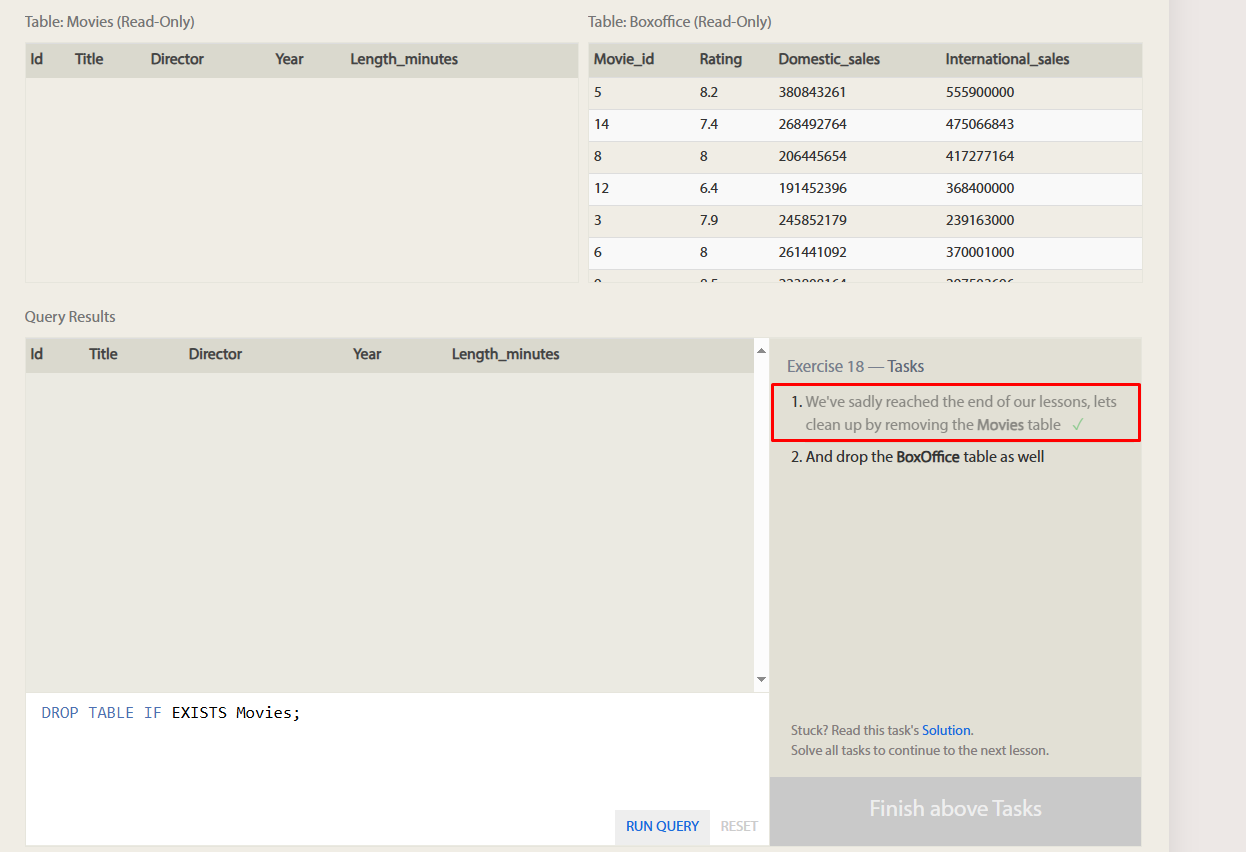 Table: Movies (Read-Only)
Id Title Director Year Length_minutes
Table: Boxoffice (Read-Only)
Movie_id Rating Domestic_sales International_sales
5 8.2 380843261 555900000
14 7.4 268492764 475066843
8 8 206445654 417277164
12 6.4 191452396 368400000
3 7.9 245852179 239163000
6 8 261441092 370001000
Query Results
Id Title Director Year Length_minutes
DROP TABLE IF EXISTS Movies;
RUN QUERY RESET
Exercise 18 — Tasks
1. We've sadly reached the end of our lessons, lets
clean up by removing the Movies table ✓
2. And drop the BoxOffice table as well
Stuck? Read this task's Solution.
Solve all tasks to continue to the next lesson.
Finish above Tasks